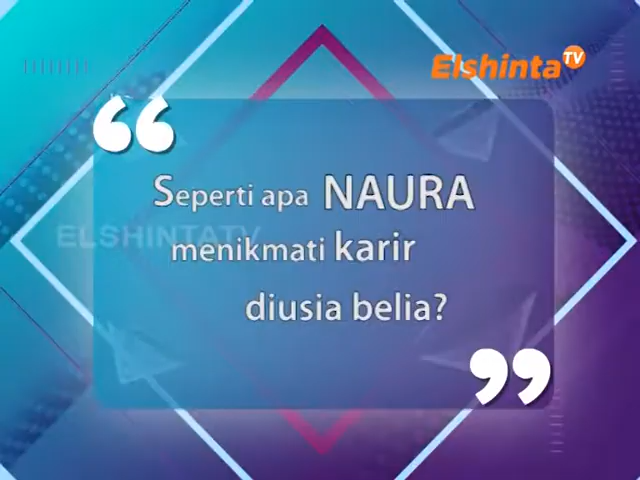 Elshinta TV
“
Seperti apa NAURA
ELSHINTATV
menikmati karir
diusia belia?
”